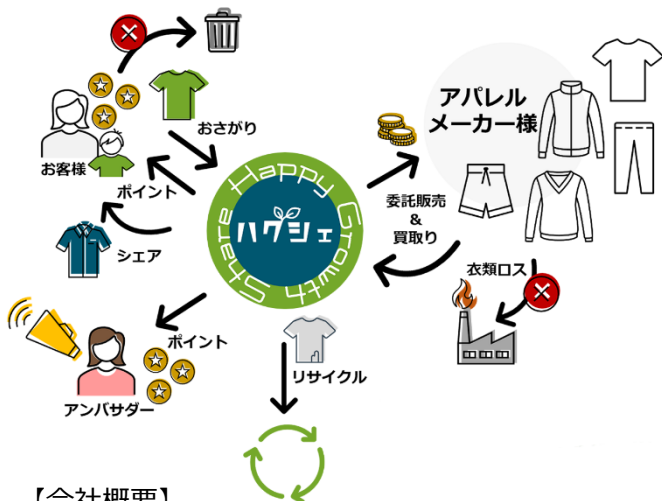 アパレル
メーカー様
おさがり
お客様
ポイント
Happy Growth Share
ハグシェ
委託販売
&
買取り
シェア
衣類ロス
ポイント
リサイクル
アンバサダー
【会社概要】